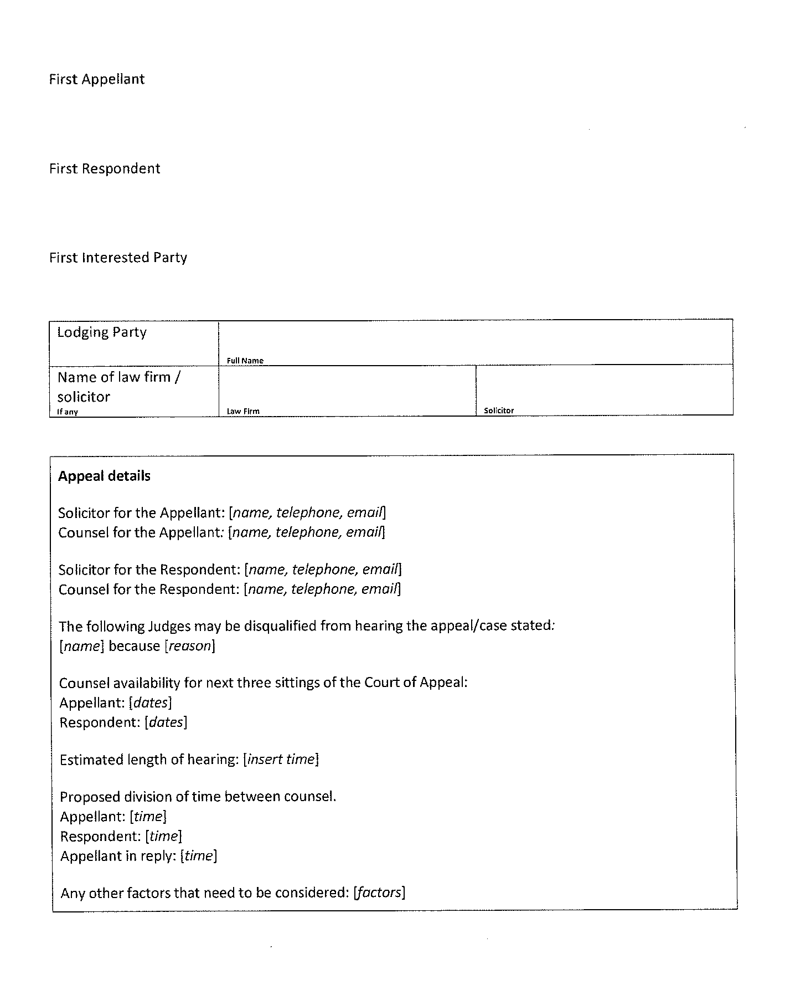 First Appellant
First Respondent
First Interested Party
Lodging Party
Full Name
Name of law firm /
solicitor
If any
Law Firm
Solicitor
Appeal details
Solicitor for the Appellant: [name, telephone, email]
Counsel for the Appellant: [name, telephone, email]
Solicitor for the Respondent: [name, telephone, email]
Counsel for the Respondent: [name, telephone, email]
The following Judges may be disqualified from hearing the appeal/case stated:
[name] because [reason]
Counsel availability for next three sittings of the Court of Appeal:
Appellant: [dates]
Respondent: [dates]
Estimated length of hearing: [insert time]
Proposed division of time between counsel.
Appellant: [time]
Respondent: [time]
Appellant in reply: [time]
Any other factors that need to be considered: [factors]